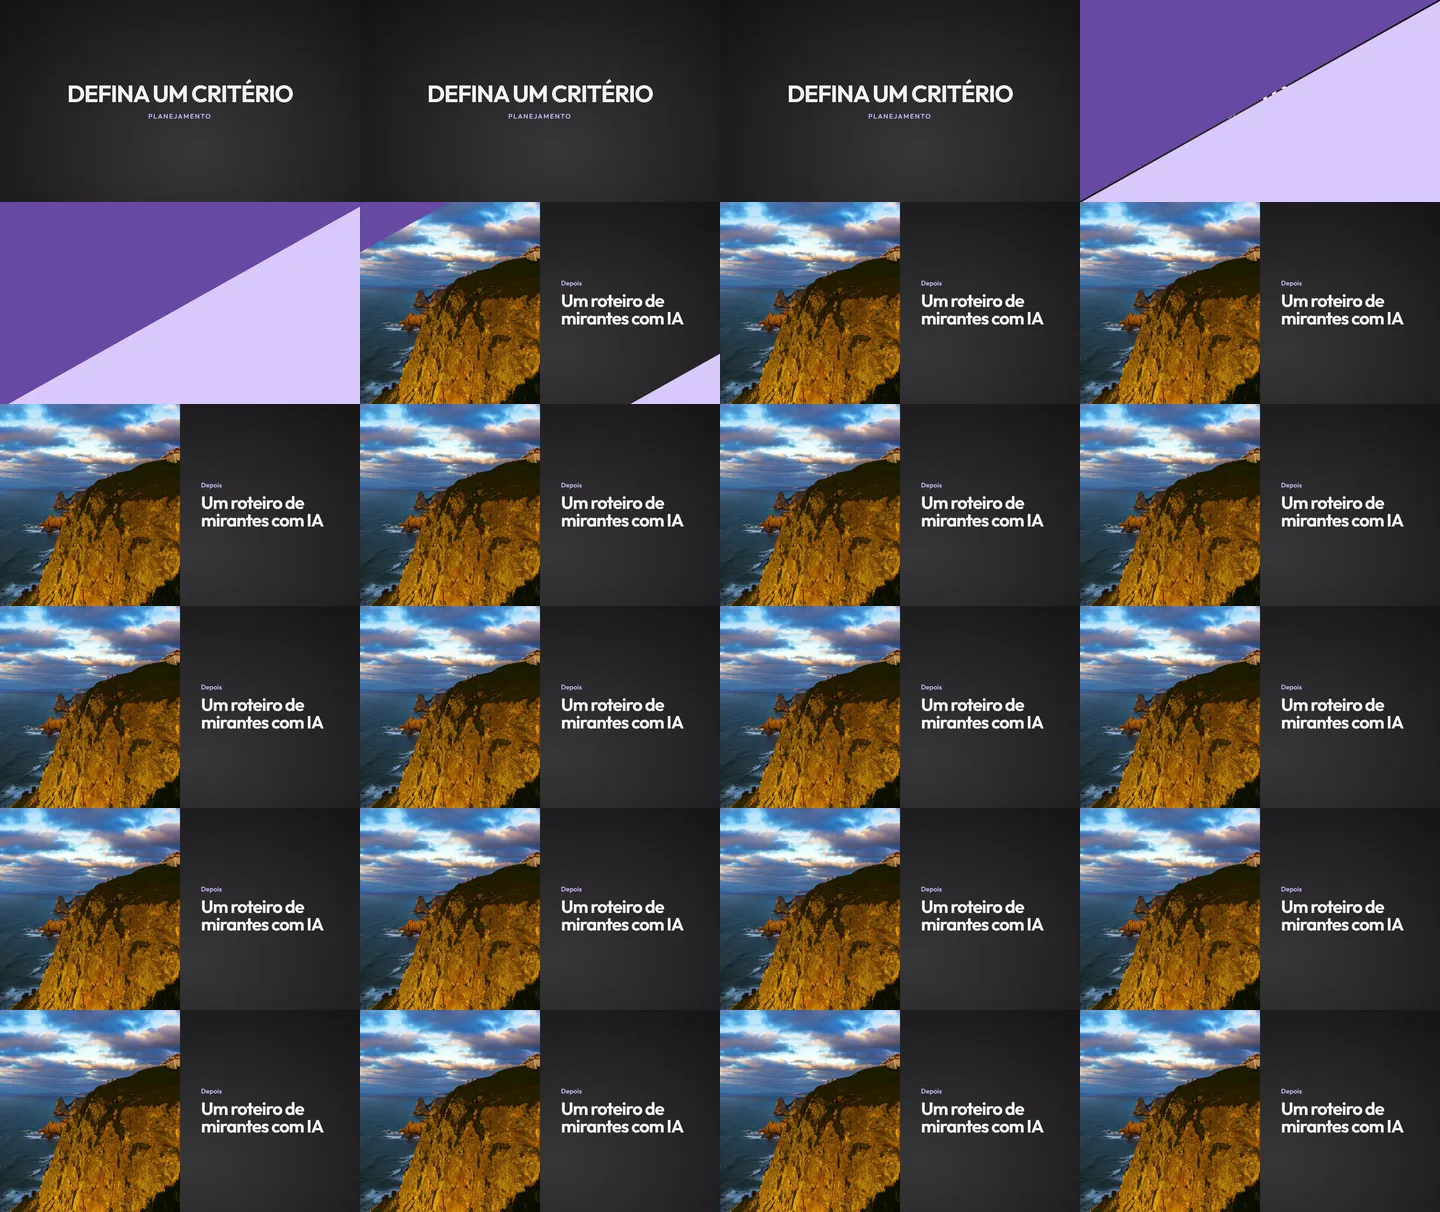 DEFINA UM CRITÉRIO
PLANEJAMENTO
DEFINA UM CRITÉRIO
PLANEJAMENTO
DEFINA UM CRITÉRIO
PLANEJAMENTO
Depois
Um roteiro de
mirantes com IA
Depois
Um roteiro de
mirantes com IA
Depois
Um roteiro de
mirantes com IA
Depois
Um roteiro de
mirantes com IA
Depois
Um roteiro de
mirantes com IA
Depois
Um roteiro de
mirantes com IA
Depois
Um roteiro de
mirantes com IA
Depois
Um roteiro de
mirantes com IA
Depois
Um roteiro de
mirantes com IA
Depois
Um roteiro de
mirantes com IA
Depois
Um roteiro de
mirantes com IA
Depois
Um roteiro de
mirantes com IA
Depois
Um roteiro de
mirantes com IA
Depois
Um roteiro de
mirantes com IA
Depois
Um roteiro de
mirantes com IA
Depois
Um roteiro de
mirantes com IA
Depois
Um roteiro de
mirantes com IA
Depois
Um roteiro de
mirantes com IA
Depois
Um roteiro de
mirantes com IA